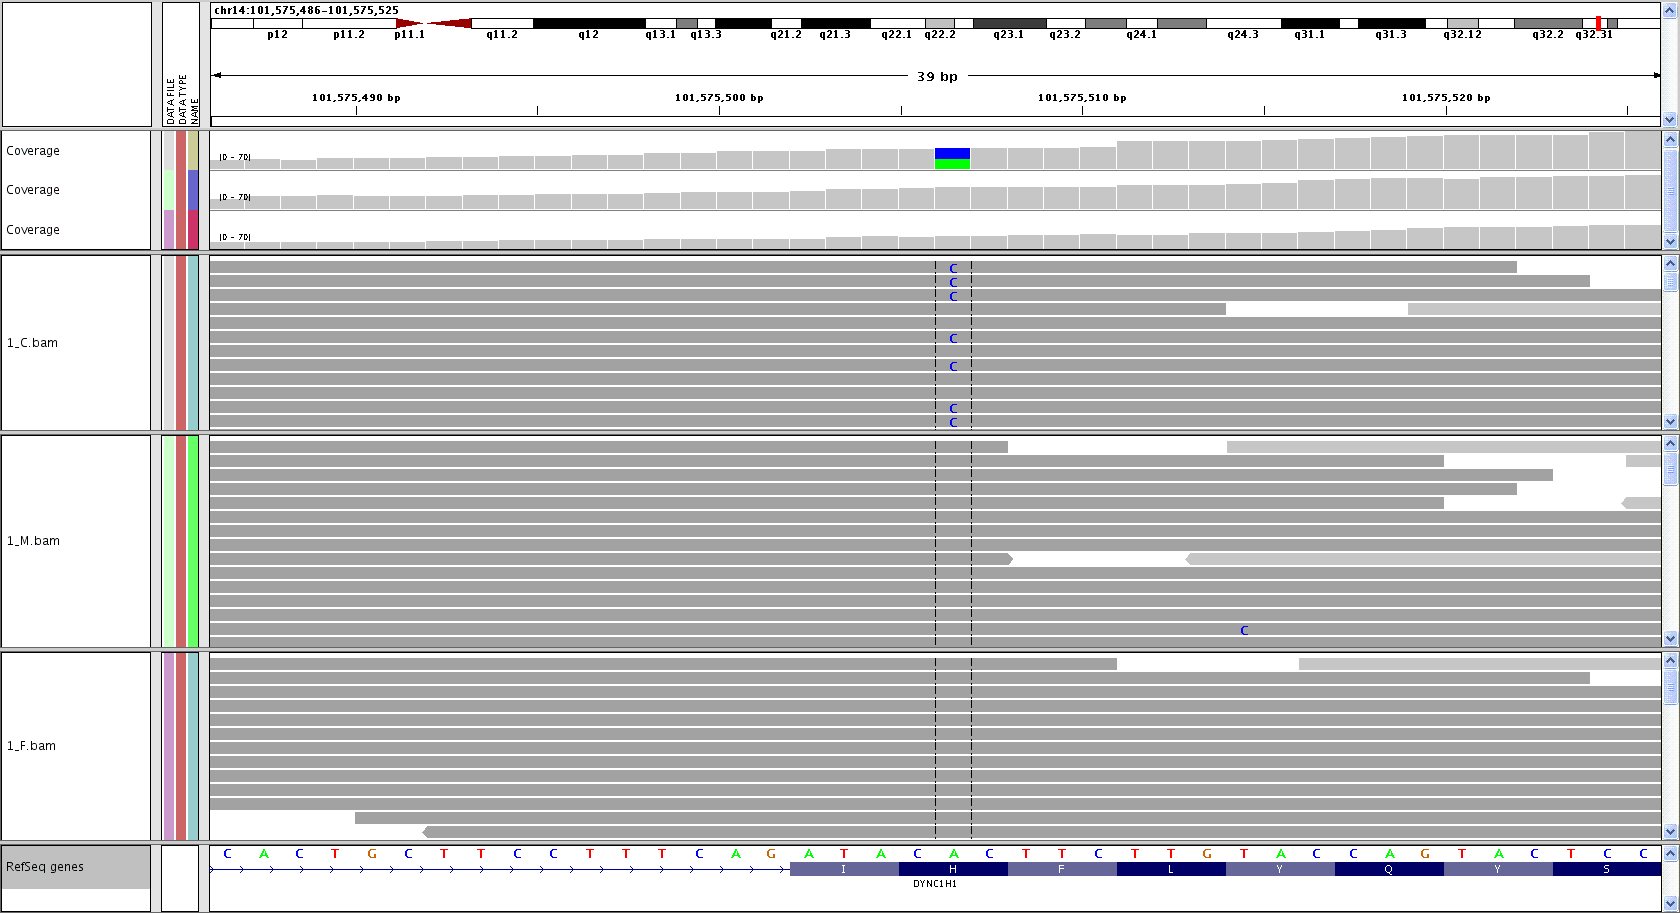 chr14:101,575,486-101,575,525
p12 p11.2 p11.1 q11.2 q12 q13.1 q13.3 q21.2 q21.3 q22.1 q22.2 q23.1 q23.2 q24.1 q24.3 q31.1 q31.3 q32.12 q32.2 q32.31
39 bp
101,575,490 bp 101,575,500 bp 101,575,510 bp 101,575,520 bp
DATA FILE
DATA TYPE
NAME
Coverage [0 - 70]
Coverage [0 - 70]
Coverage [0 - 70]
C
C
C
1_C.bam C
C
C
C
1_M.bam
C
1_F.bam
C A C T G C T T C C T T T C A G A T A C A C T T C T T G T A C C A G T A C T C C
RefSeq genes I H F L Y Q Y S
DYNC1H1